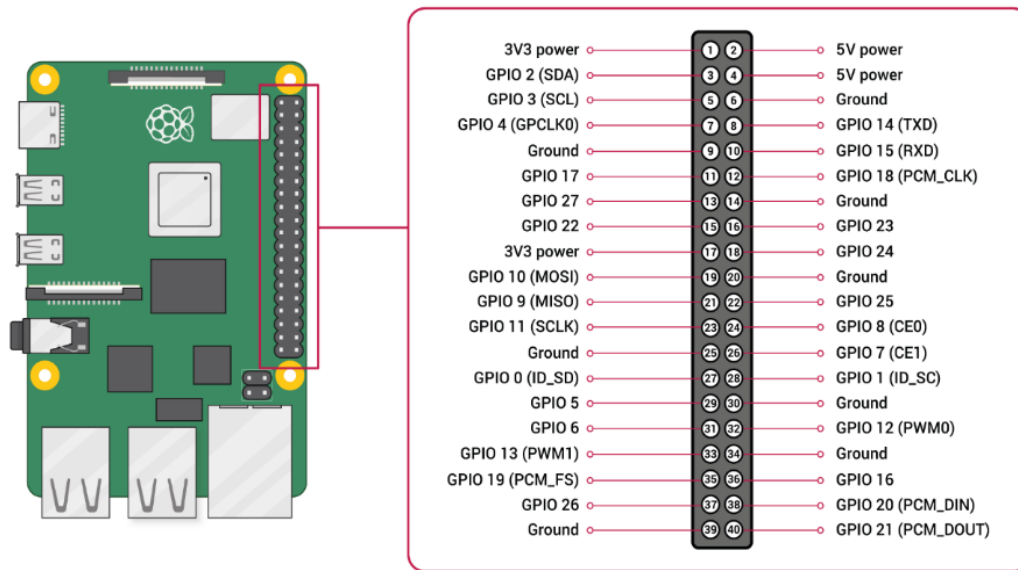 3V3 power 1 2 5V power
GPIO 2 (SDA) 3 4 5V power
GPIO 3 (SCL) 5 6 Ground
GPIO 4 (GPCLK0) 7 8 GPIO 14 (TXD)
Ground 9 10 GPIO 15 (RXD)
GPIO 17 11 12 GPIO 18 (PCM_CLK)
GPIO 27 13 14 Ground
GPIO 22 15 16 GPIO 23
3V3 power 17 18 GPIO 24
GPIO 10 (MOSI) 19 20 Ground
GPIO 9 (MISO) 21 22 GPIO 25
GPIO 11 (SCLK) 23 24 GPIO 8 (CE0)
Ground 25 26 GPIO 7 (CE1)
GPIO 0 (ID_SD) 27 28 GPIO 1 (ID_SC)
GPIO 5 29 30 Ground
GPIO 6 31 32 GPIO 12 (PWM0)
GPIO 13 (PWM1) 33 34 Ground
GPIO 19 (PCM_FS) 35 36 GPIO 16
GPIO 26 37 38 GPIO 20 (PCM_DIN)
Ground 39 40 GPIO 21 (PCM_DOUT)